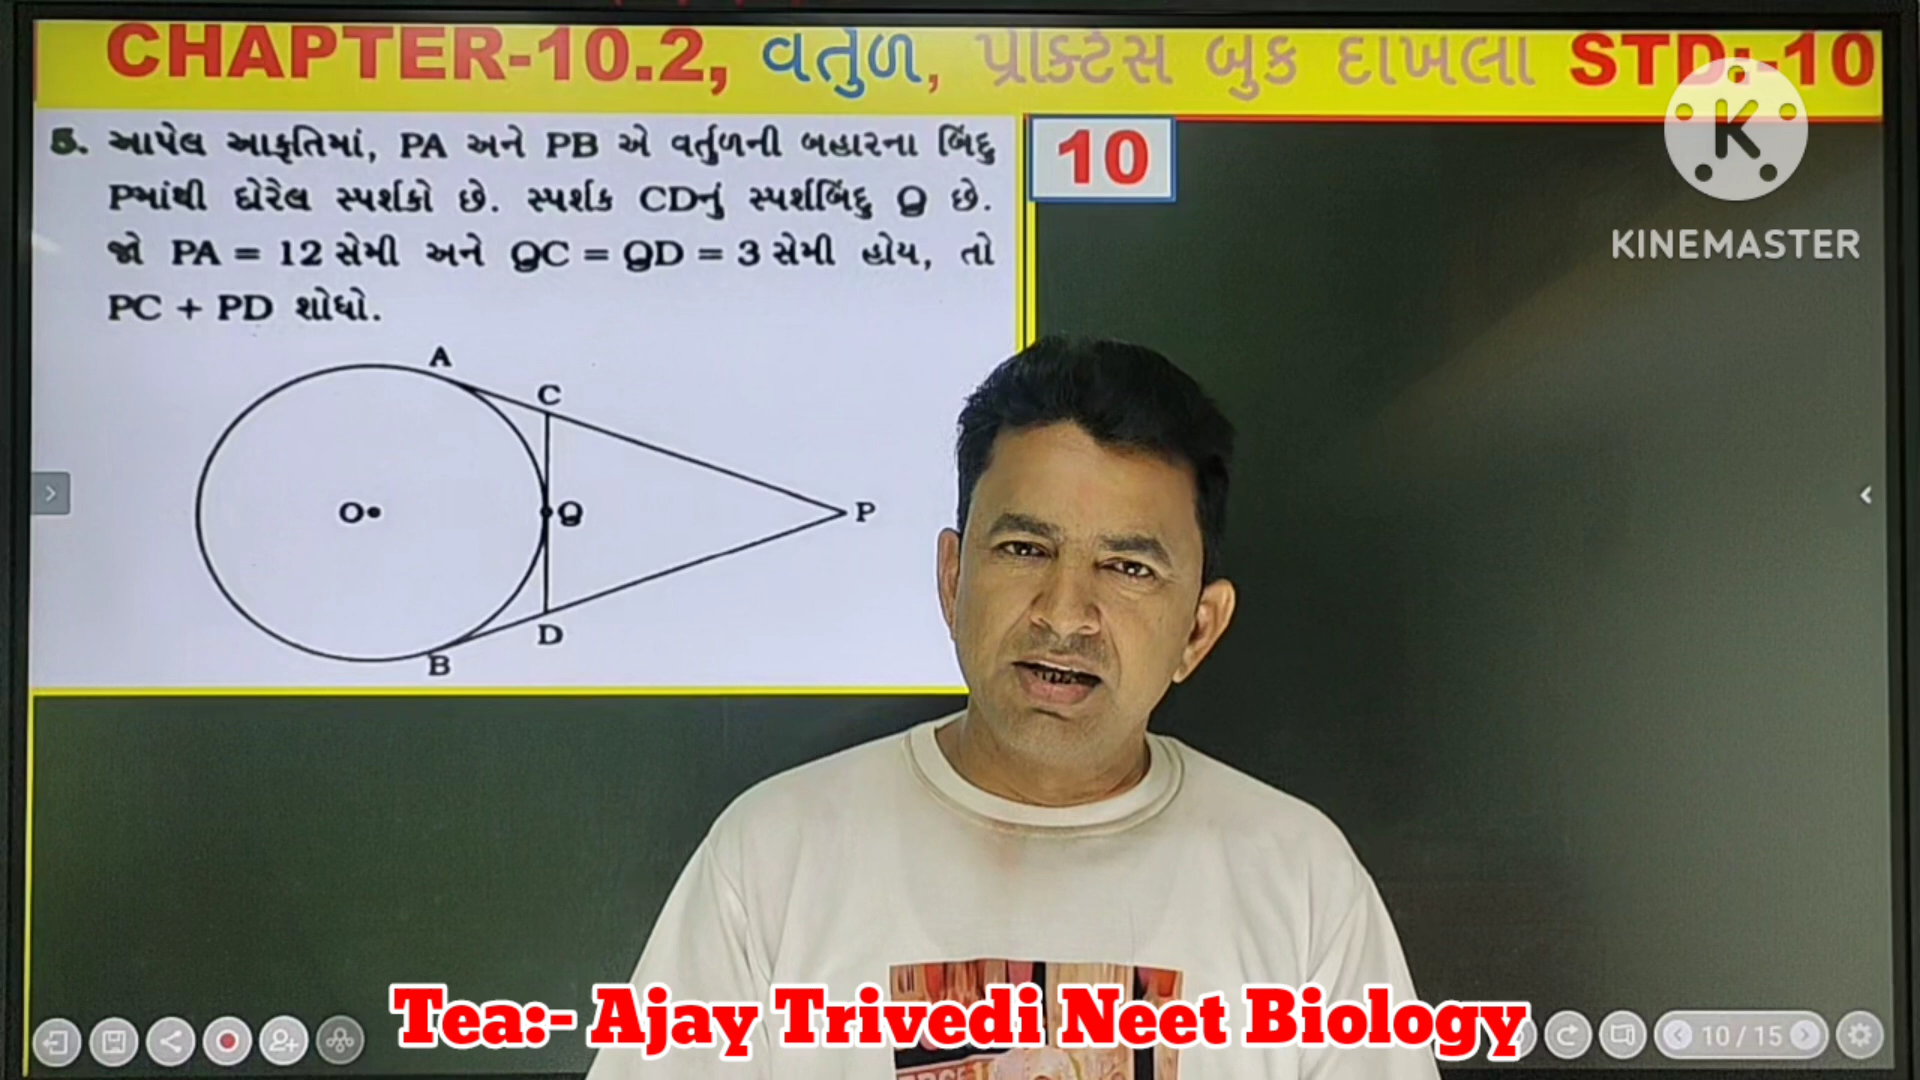 CHAPTER-10.2, વર્તુળ, પ્રેક્ટિસ બુક દાખલા STD:-10
5. આપેલ આકૃતિમાં, PA અને PB એ વર્તુળની બહારના બિંદુ
Pમાંથી દોરેલ સ્પર્શકો છે. સ્પર્શક CDનું સ્પર્શબિંદુ Q છે.
જો PA = 12 સેમી અને QC = QD = 3 સેમી હોય, તો
PC + PD શોધો.
10
K
KINEMASTER
A
C
O
Q
P
D
B
Tea:- Ajay Trivedi Neet Biology
10 / 15